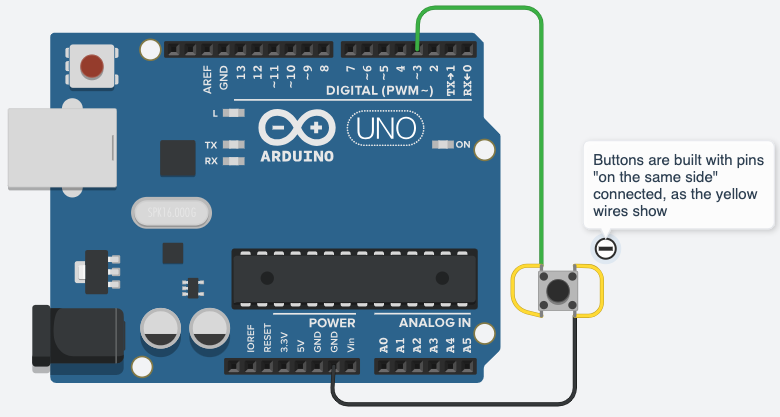 AREF
GND
13
12
~11
~10
~9
8
7
~6
~5
4
~3
2
TX→1
RX←0
DIGITAL (PWM~)
L
TX
RX
ARDUINO
UNO
ON
SPK16.000G
Buttons are built with pins
"on the same side"
connected, as the yellow
wires show
POWER
ANALOG IN
IOREF
RESET
3.3V
5V
GND
GND
Vin
A0
A1
A2
A3
A4
A5